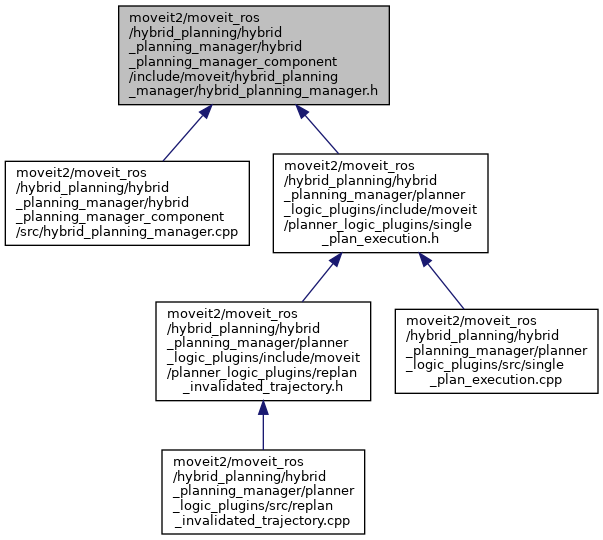 moveit2/moveit_ros
/hybrid_planning/hybrid
_planning_manager/hybrid
_planning_manager_component
/include/moveit/hybrid_planning
_manager/hybrid_planning_manager.h
moveit2/moveit_ros
/hybrid_planning/hybrid
_planning_manager/hybrid
_planning_manager_component
/src/hybrid_planning_manager.cpp
moveit2/moveit_ros
/hybrid_planning/hybrid
_planning_manager/planner
_logic_plugins/include/moveit
/planner_logic_plugins/single
_plan_execution.h
moveit2/moveit_ros
/hybrid_planning/hybrid
_planning_manager/planner
_logic_plugins/include/moveit
/planner_logic_plugins/replan
_invalidated_trajectory.h
moveit2/moveit_ros
/hybrid_planning/hybrid
_planning_manager/planner
_logic_plugins/src/single
_plan_execution.cpp
moveit2/moveit_ros
/hybrid_planning/hybrid
_planning_manager/planner
_logic_plugins/src/replan
_invalidated_trajectory.cpp